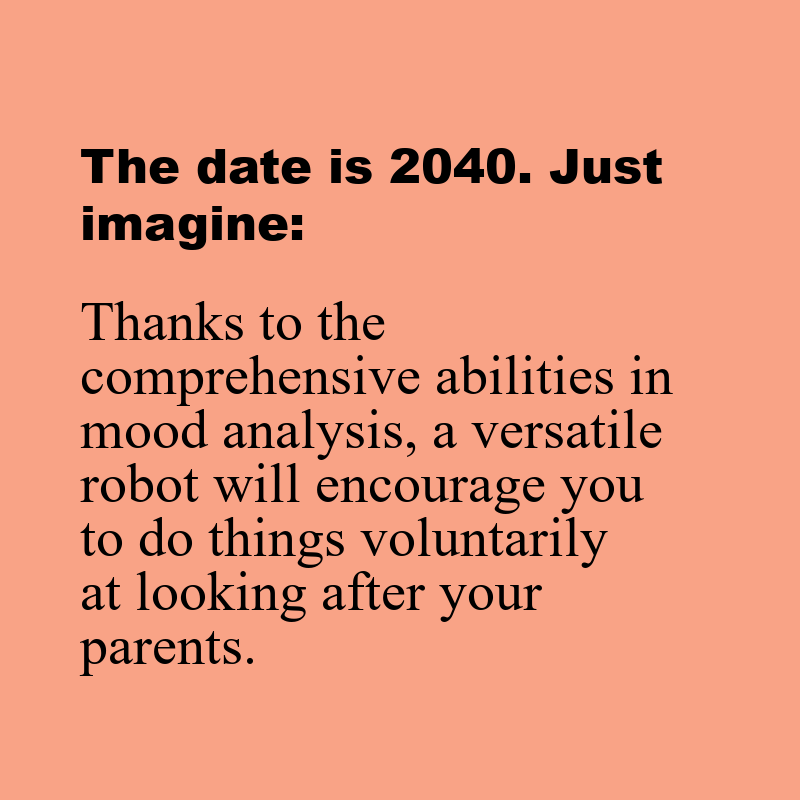 The date is 2040. Just
imagine:
Thanks to the
comprehensive abilities in
mood analysis, a versatile
robot will encourage you
to do things voluntarily
at looking after your
parents.